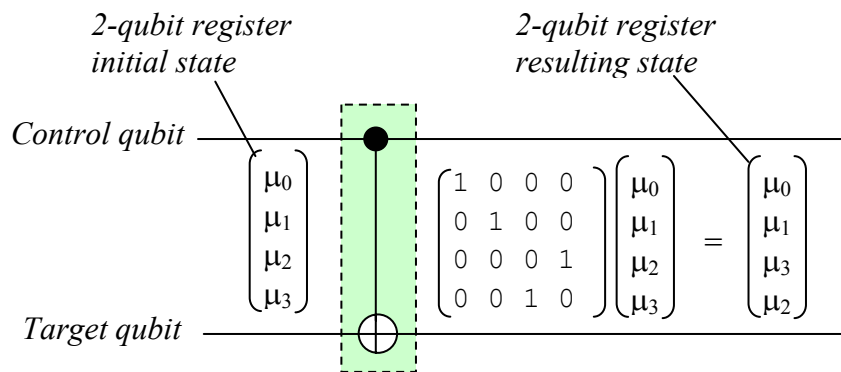 2-qubit register
initial state
2-qubit register
resulting state
Control qubit
μ0
μ1
μ2
μ3
1 0 0 0
0 1 0 0
0 0 0 1
0 0 1 0
μ0
μ1
μ2
μ3
=
μ0
μ1
μ3
μ2
Target qubit